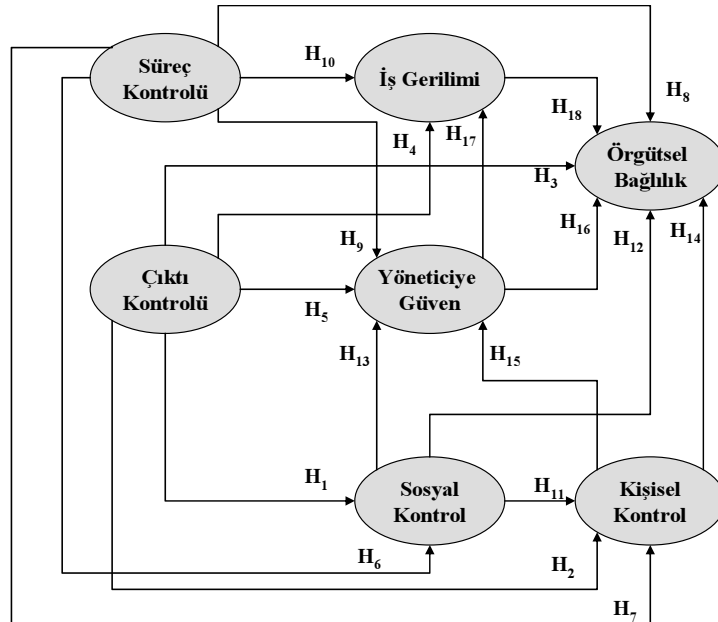 Süreç
Kontrolü
H10
İş Gerilimi
H8
H18
H4
H17
Örgütsel
Bağlılık
H3
H16
H12
H14
H9
Çıktı
Kontrolü
Yöneticiye
Güven
H5
H13
H15
H1
Sosyal
Kontrol
H11
Kişisel
Kontrol
H6
H2
H7